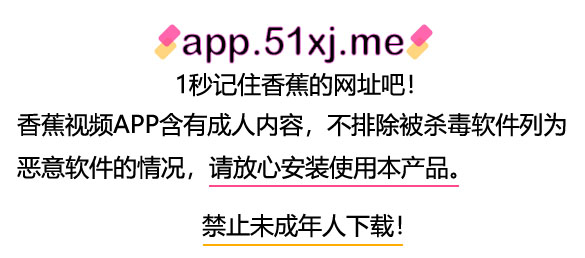 app.51xj.me
1秒记住香蕉的网址吧!
香蕉视频APP含有成人内容，不排除被杀毒软件列为
恶意软件的情况，请放心安装使用本产品。
禁止未成年人下载!